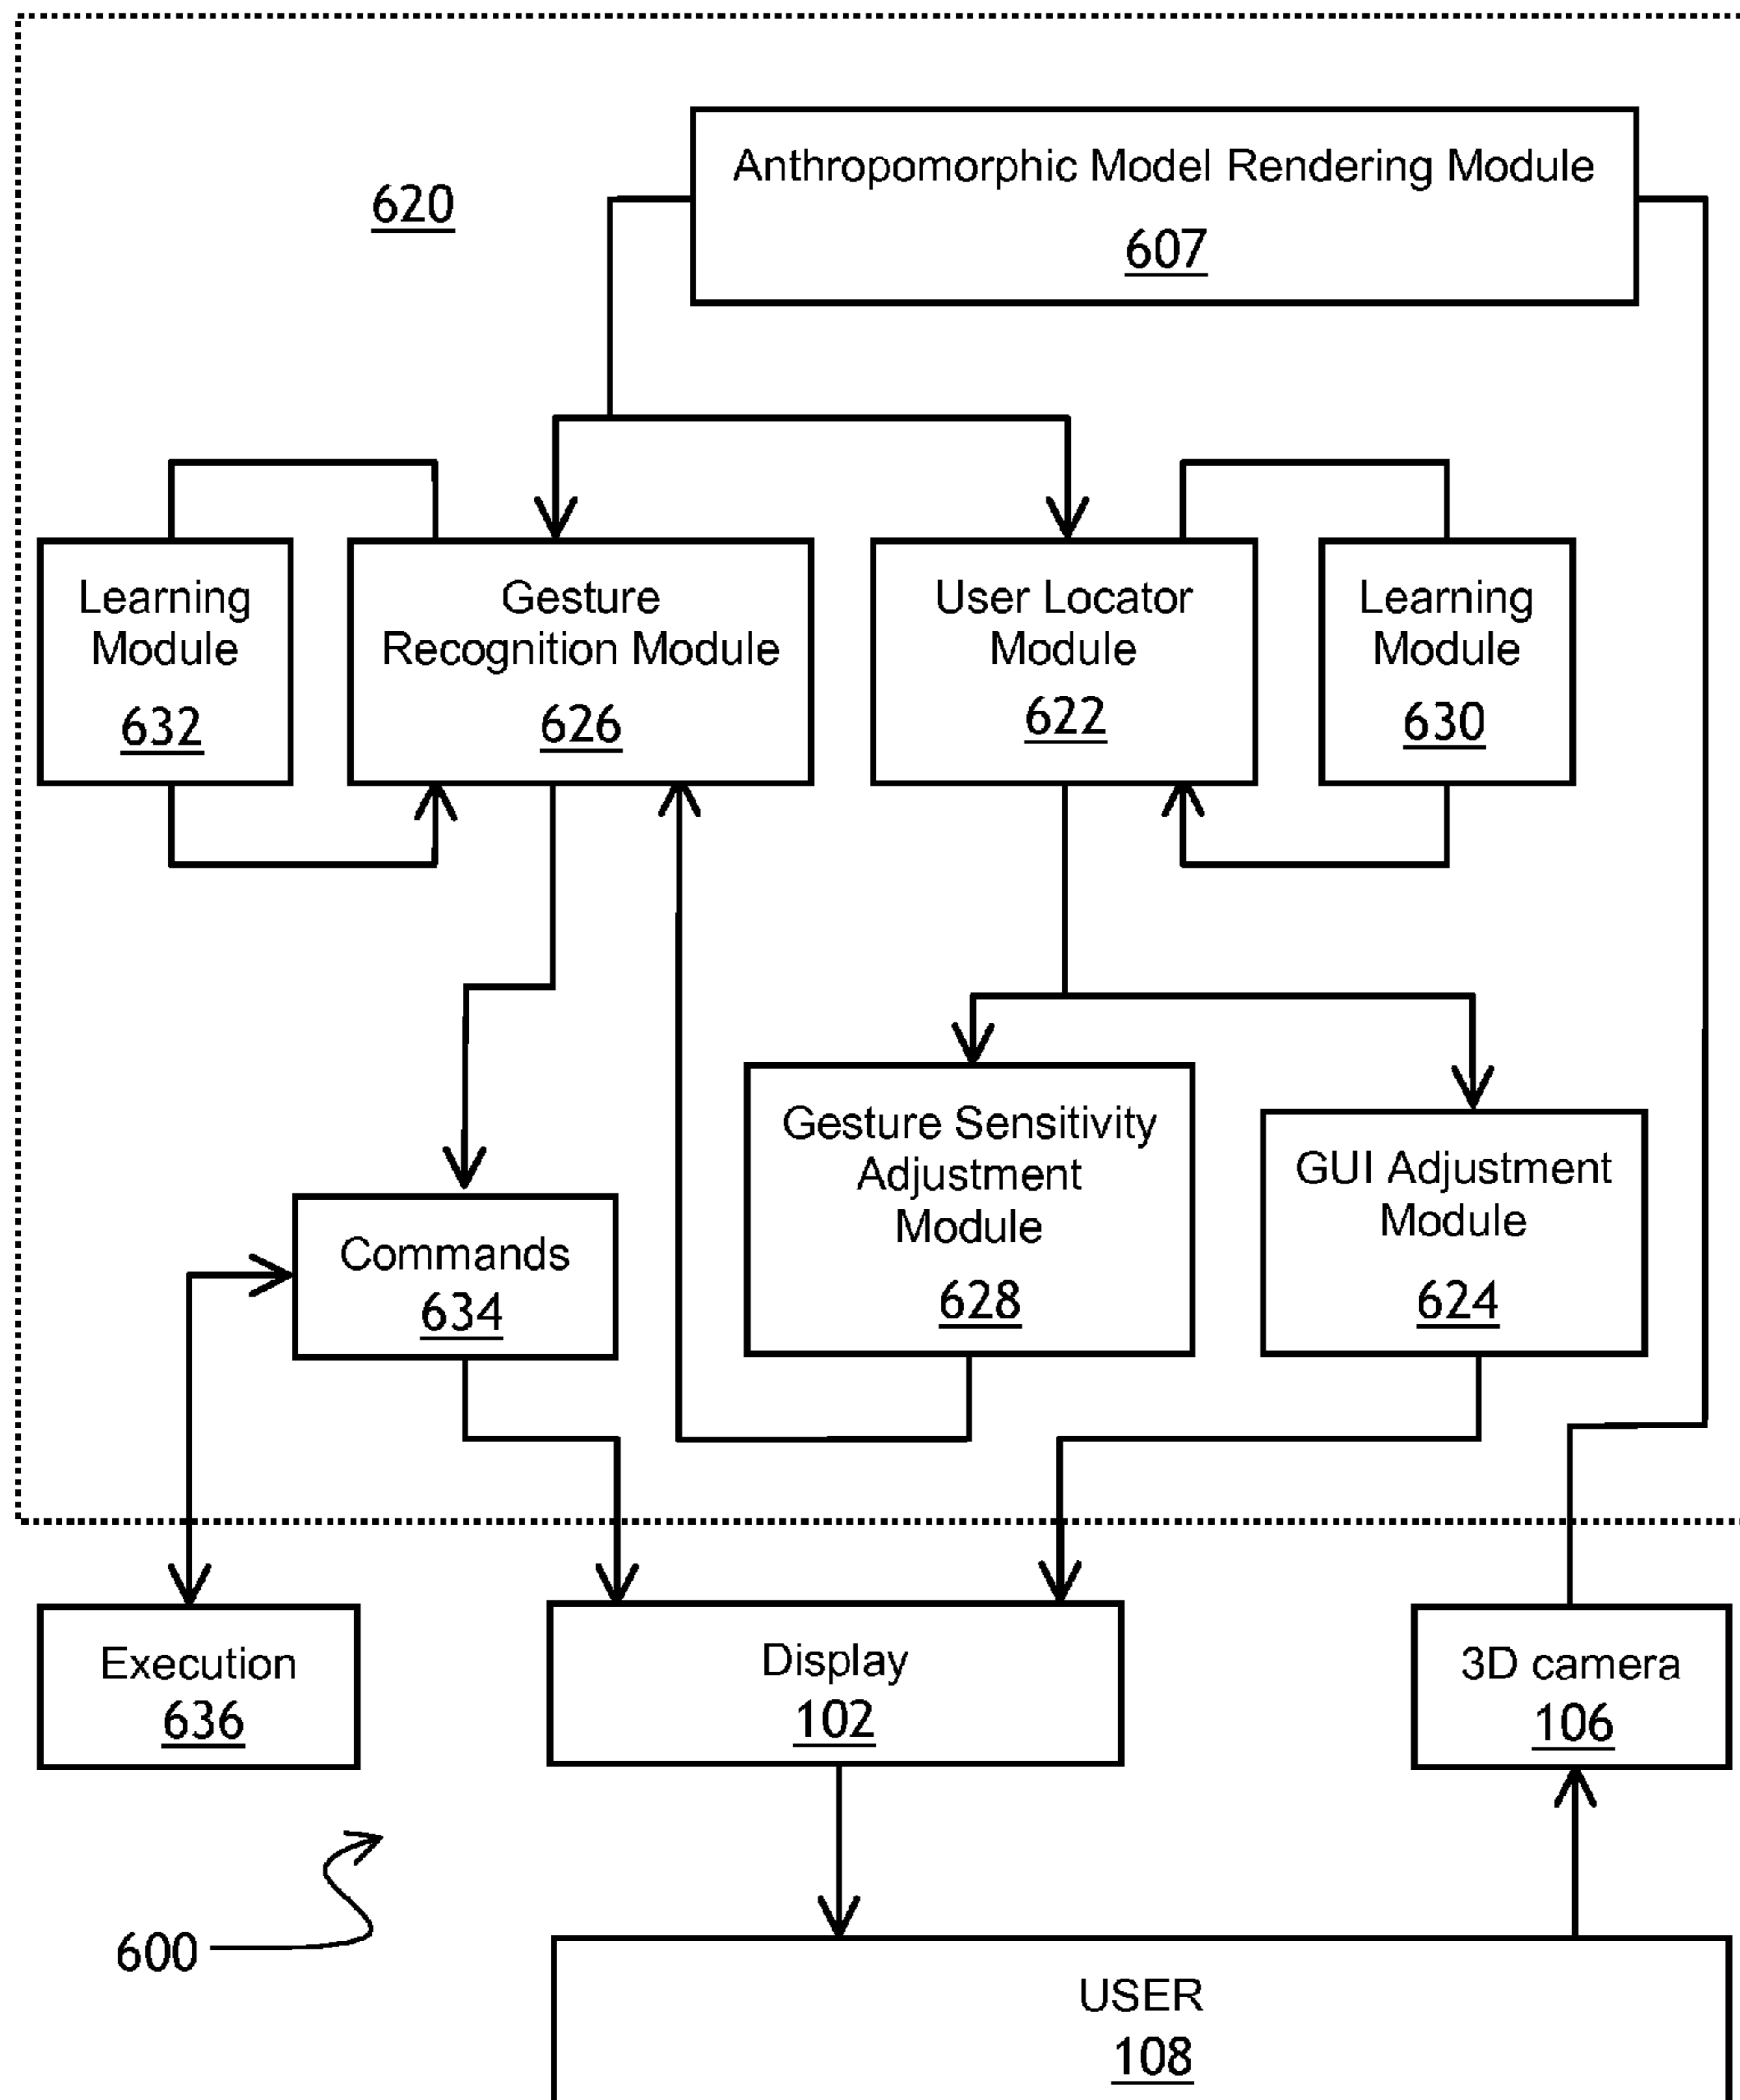 Anthropomorphic Model Rendering Module
607
620
Learning
Module
632
Gesture
Recognition Module
626
User Locator
Module
622
Learning
Module
630
Gesture Sensitivity
Adjustment
Module
628
GUI Adjustment
Module
624
Commands
634
Execution
636
Display
102
3D camera
106
600
USER
108